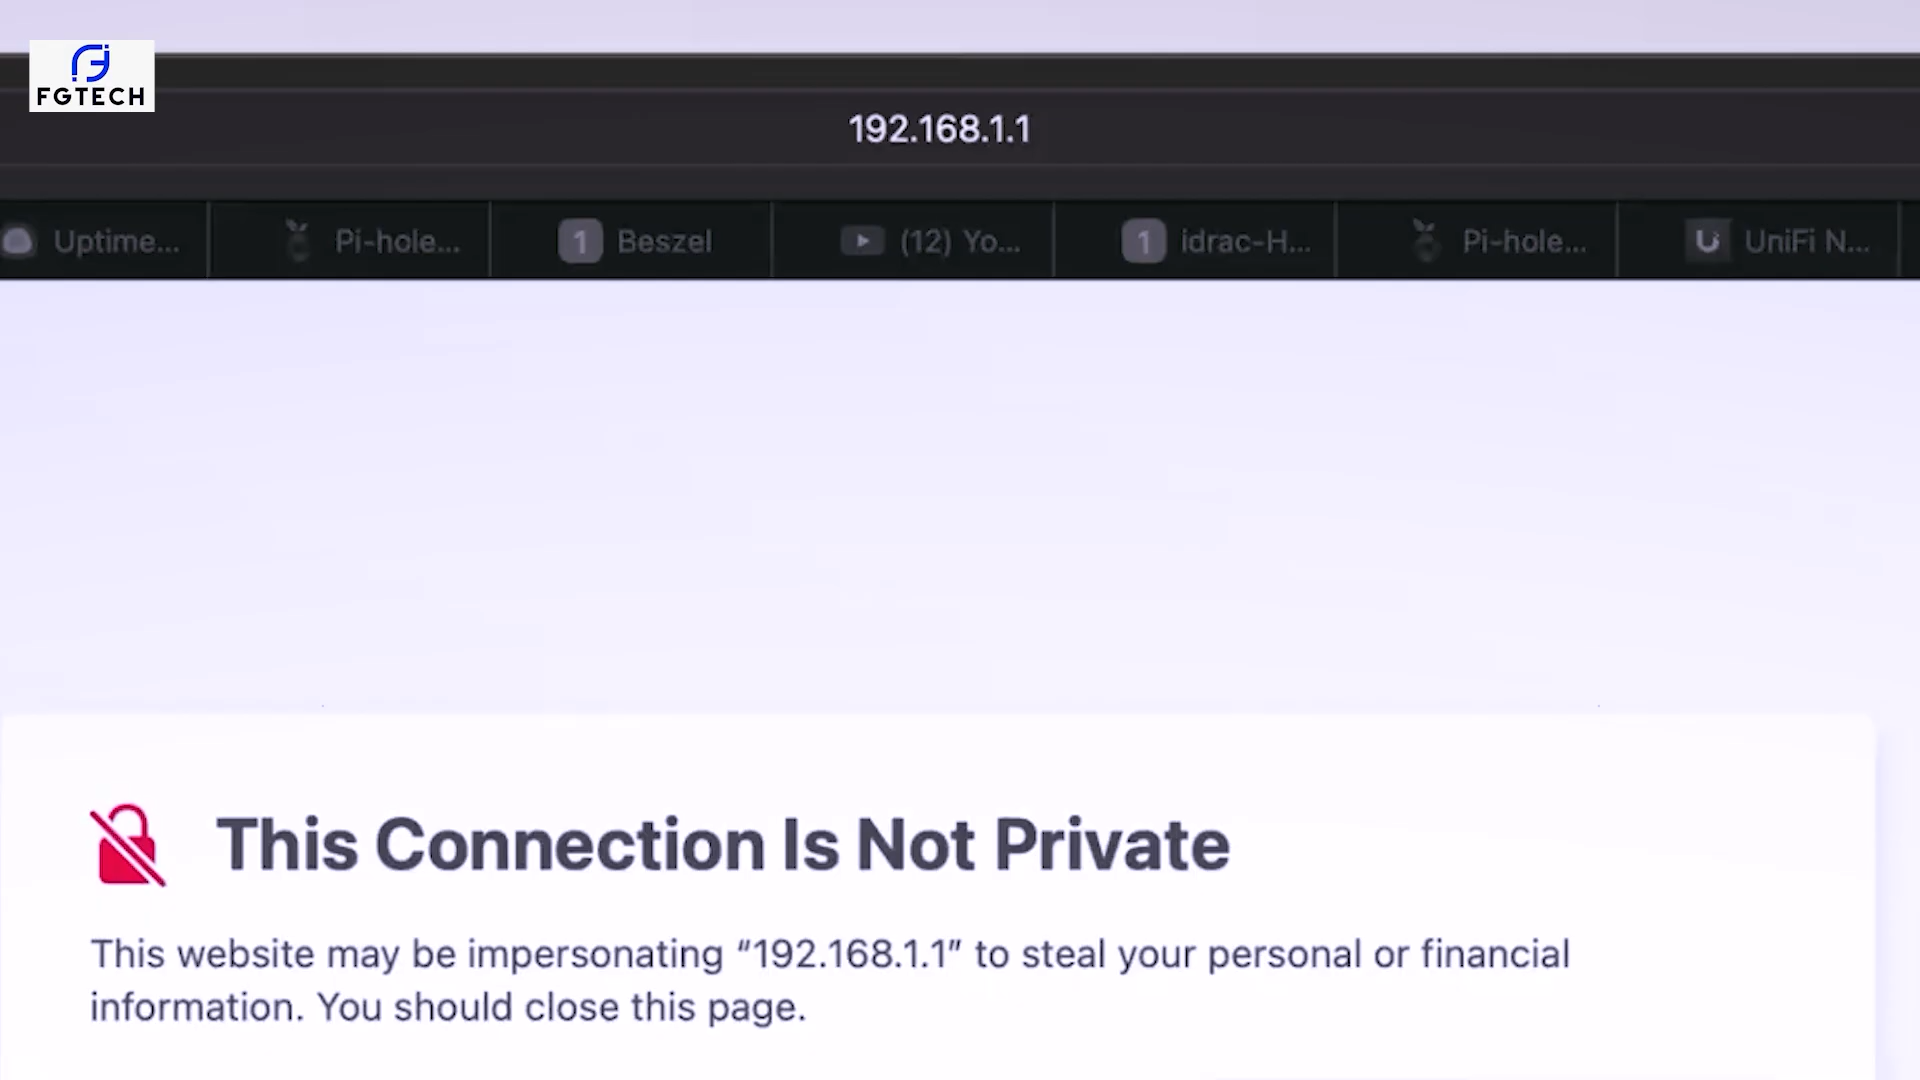 FGTECH
192.168.1.1
Uptime... Pi-hole... 1 Beszel (12) Yo... 1 idrac-H... Pi-hole... UniFi N...
This Connection Is Not Private
This website may be impersonating “192.168.1.1” to steal your personal or financial
information. You should close this page.